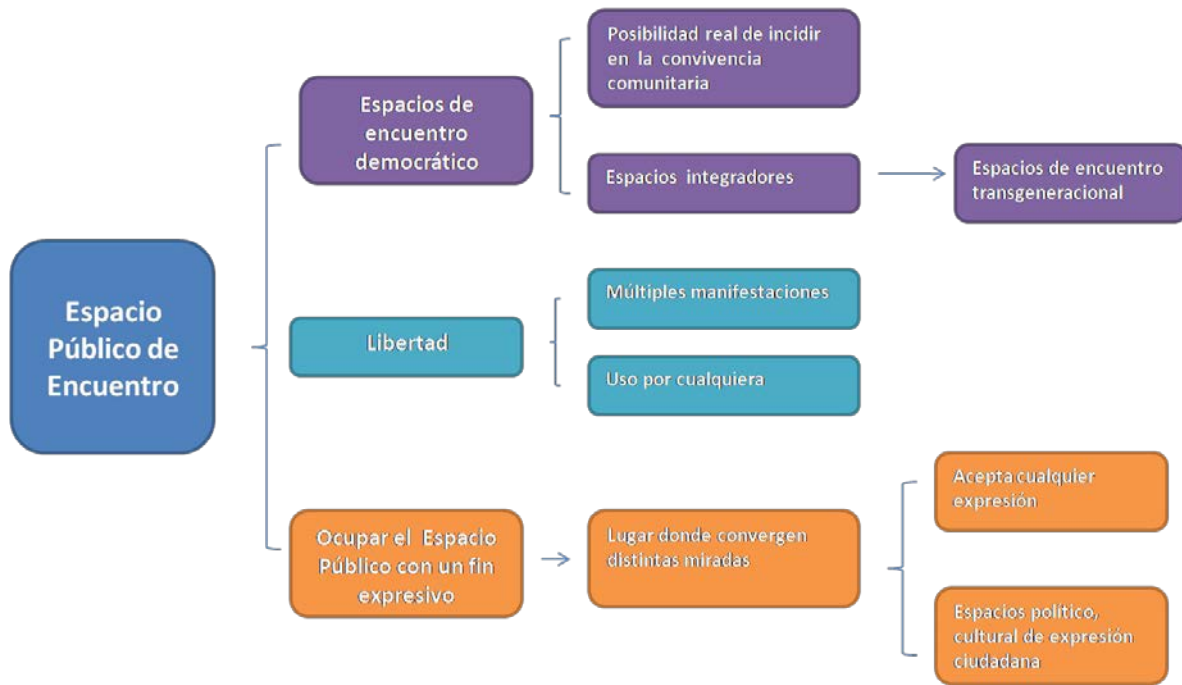 Espacio
Público de
Encuentro
Espacios de
encuentro
democrático
Posibilidad real de incidir
en la convivencia
comunitaria
Espacios integradores
Espacios de encuentro
transgeneracional
Libertad
Múltiples manifestaciones
Uso por cualquiera
Ocupar el Espacio
Público con un fin
expresivo
Lugar donde convergen
distintas miradas
Acepta cualquier
expresión
Espacios político,
cultural de expresión
ciudadana